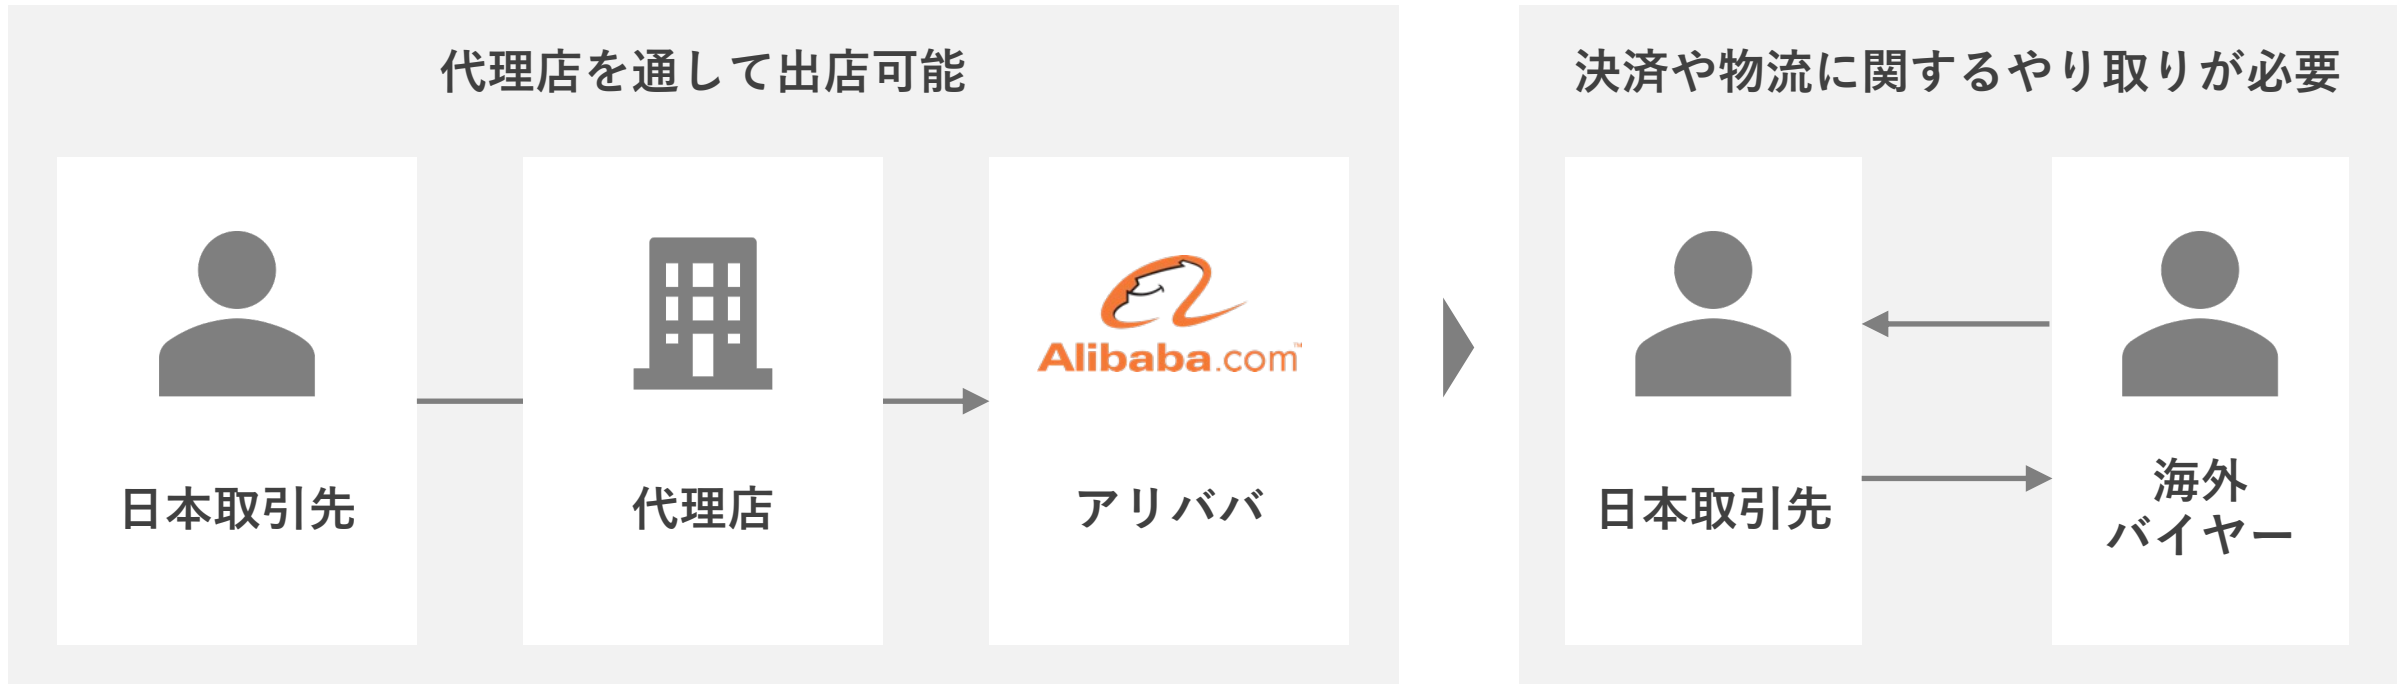 代理店を通して出店可能
Alibaba.com™
日本取引先
代理店
アリババ
決済や物流に関するやり取りが必要
日本取引先
海外
バイヤー